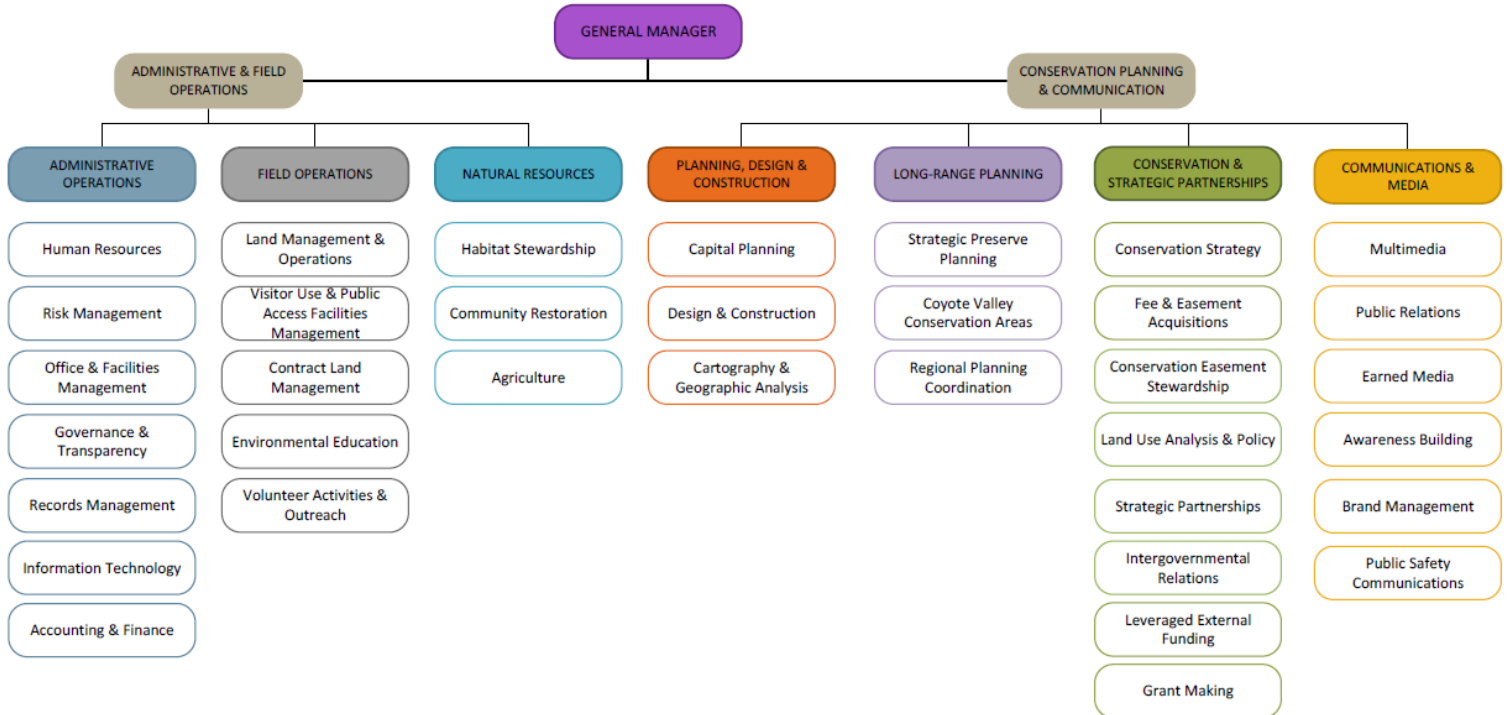 GENERAL MANAGER
ADMINISTRATIVE & FIELD
OPERATIONS
CONSERVATION PLANNING
& COMMUNICATION
ADMINISTRATIVE
OPERATIONS
FIELD OPERATIONS
NATURAL RESOURCES
PLANNING, DESIGN &
CONSTRUCTION
LONG-RANGE PLANNING
CONSERVATION &
STRATEGIC PARTNERSHIPS
COMMUNICATIONS &
MEDIA
Human Resources
Risk Management
Office & Facilities
Management
Governance &
Transparency
Records Management
Information Technology
Accounting & Finance
Land Management &
Operations
Visitor Use & Public
Access Facilities
Management
Contract Land
Management
Environmental Education
Volunteer Activities &
Outreach
Habitat Stewardship
Community Restoration
Agriculture
Capital Planning
Design & Construction
Cartography &
Geographic Analysis
Strategic Preserve
Planning
Coyote Valley
Conservation Areas
Regional Planning
Coordination
Conservation Strategy
Fee & Easement
Acquisitions
Conservation Easement
Stewardship
Land Use Analysis & Policy
Strategic Partnerships
Intergovernmental
Relations
Leveraged External
Funding
Grant Making
Multimedia
Public Relations
Earned Media
Awareness Building
Brand Management
Public Safety
Communications